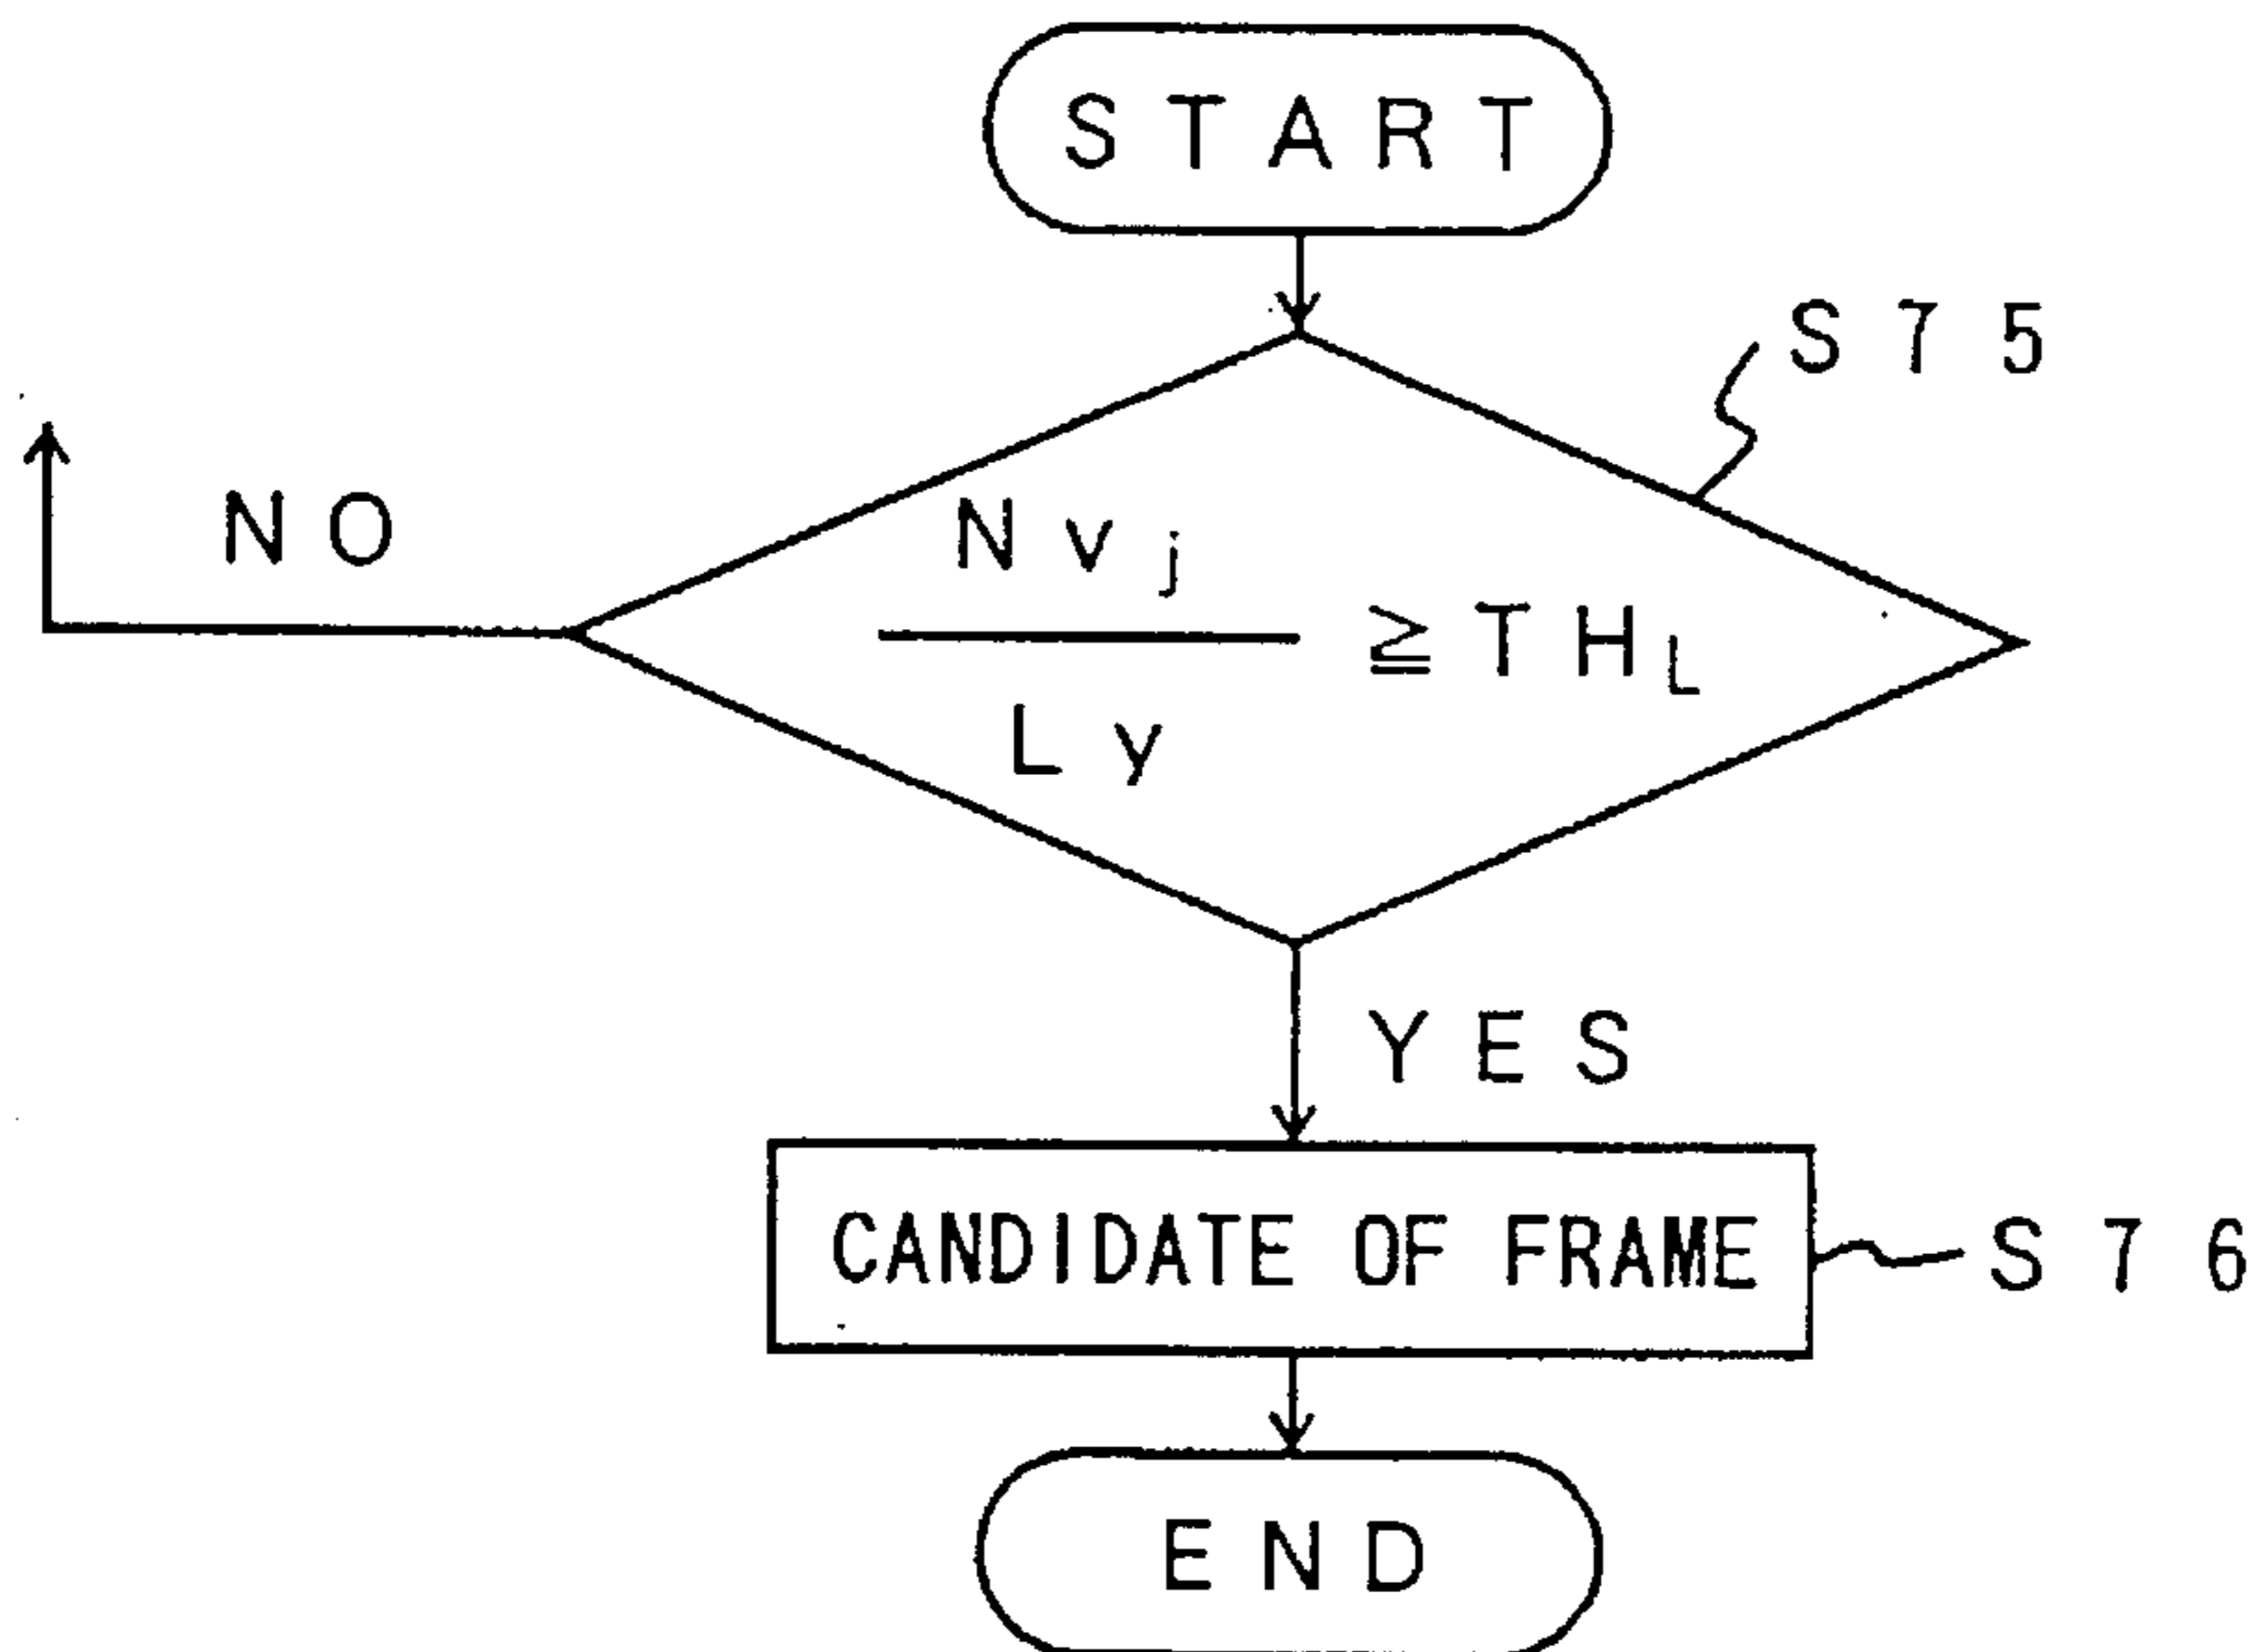 START
S75
NO
Nvj
≧THL
Ly
YES
CANDIDATE OF FRAME
S76
END